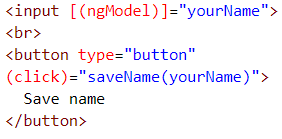 <input [(ngModel)]="yourName">
<br>
<button type="button"
(click)="saveName(yourName)">
  Save name
</button>